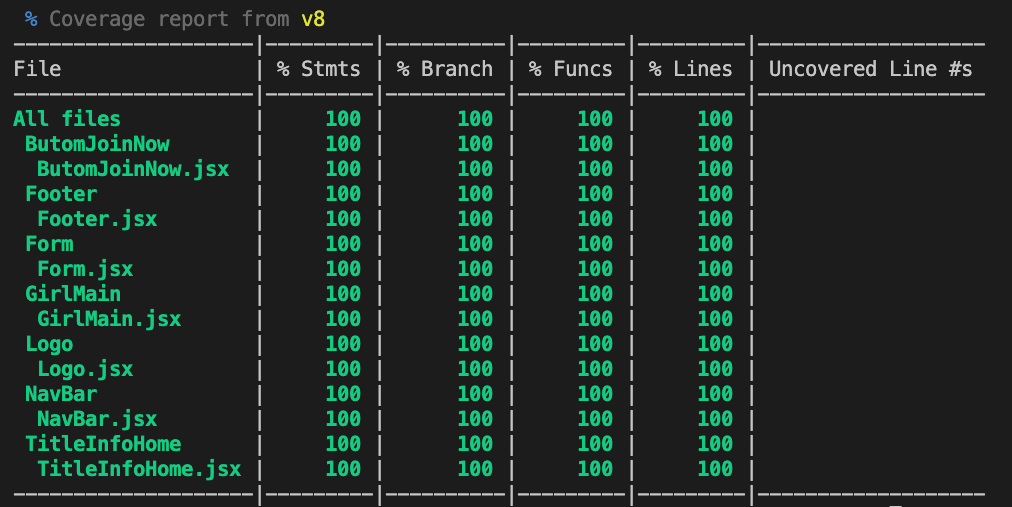 % Coverage report from v8
-------------------|---------|----------|---------|---------|-------------------
File               | % Stmts | % Branch | % Funcs | % Lines | Uncovered Line #s
-------------------|---------|----------|---------|---------|-------------------
All files          |     100 |      100 |     100 |     100 |
 ButomJoinNow      |     100 |      100 |     100 |     100 |
  ButomJoinNow.jsx |     100 |      100 |     100 |     100 |
 Footer            |     100 |      100 |     100 |     100 |
  Footer.jsx       |     100 |      100 |     100 |     100 |
 Form              |     100 |      100 |     100 |     100 |
  Form.jsx         |     100 |      100 |     100 |     100 |
 GirlMain          |     100 |      100 |     100 |     100 |
  GirlMain.jsx     |     100 |      100 |     100 |     100 |
 Logo              |     100 |      100 |     100 |     100 |
  Logo.jsx         |     100 |      100 |     100 |     100 |
 NavBar            |     100 |      100 |     100 |     100 |
  NavBar.jsx       |     100 |      100 |     100 |     100 |
 TitleInfoHome     |     100 |      100 |     100 |     100 |
  TitleInfoHome.jsx |     100 |      100 |     100 |     100 |
-------------------|---------|----------|---------|---------|-------------------